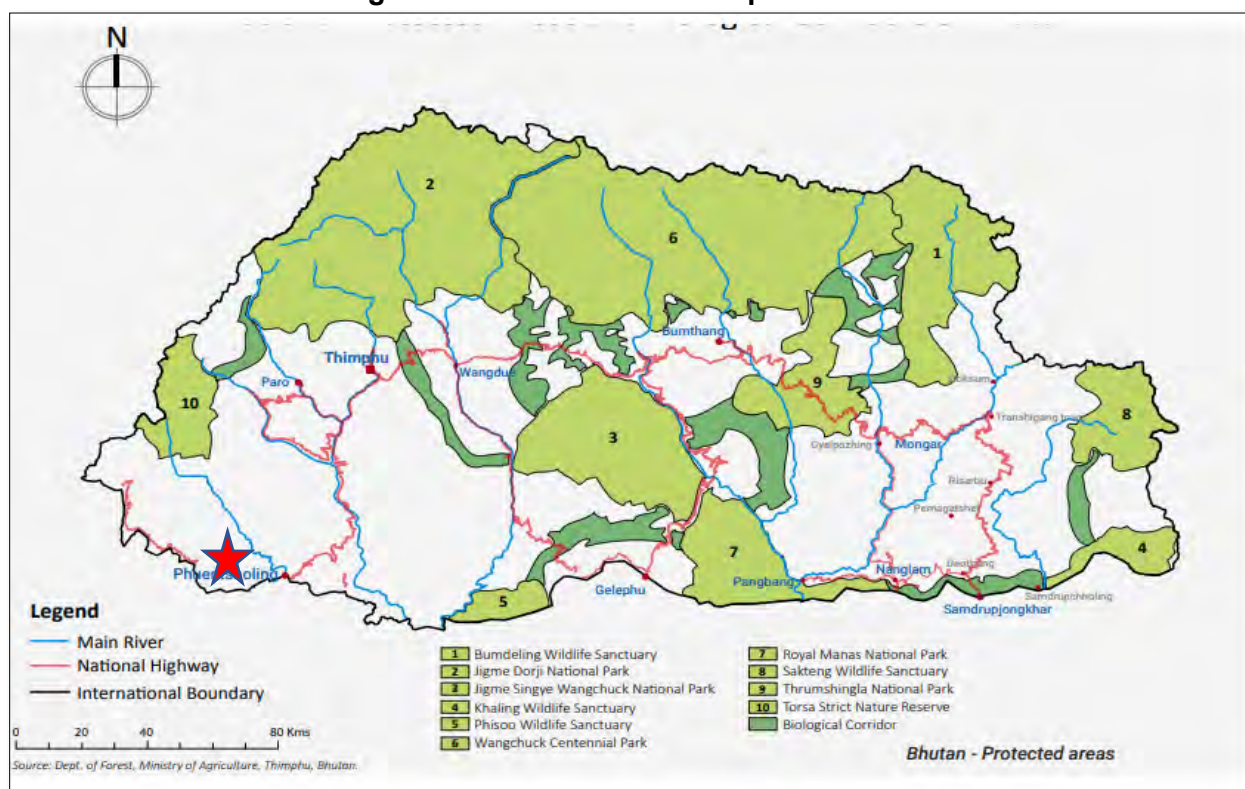 N
2
6
1
Bumthang
Thimphu
Wangdue
Paro
9
10
8
Transhigang town
3
Gyalpozhing
Mongar
Risarbu
Pemagatshel
7
4
Nanglam
Pangbang
Gelephu
5
Samdrupchholing
Samdrupjongkhar
Legend
Main River
National Highway
International Boundary
0 20 40 80 Kms
Source: Dept. of Forest, Ministry of Agriculture, Thimphu, Bhutan.
1 Bumdeling Wildlife Sanctuary
2 Jigme Dorji National Park
3 Jigme Singye Wangchuck National Park
4 Khaling Wildlife Sanctuary
5 Phisoo Wildlife Sanctuary
6 Wangchuck Centennial Park
7 Royal Manas National Park
8 Sakteng Wildlife Sanctuary
9 Thrumshingla National Park
10 Torsa Strict Nature Reserve
Biological Corridor
Bhutan - Protected areas